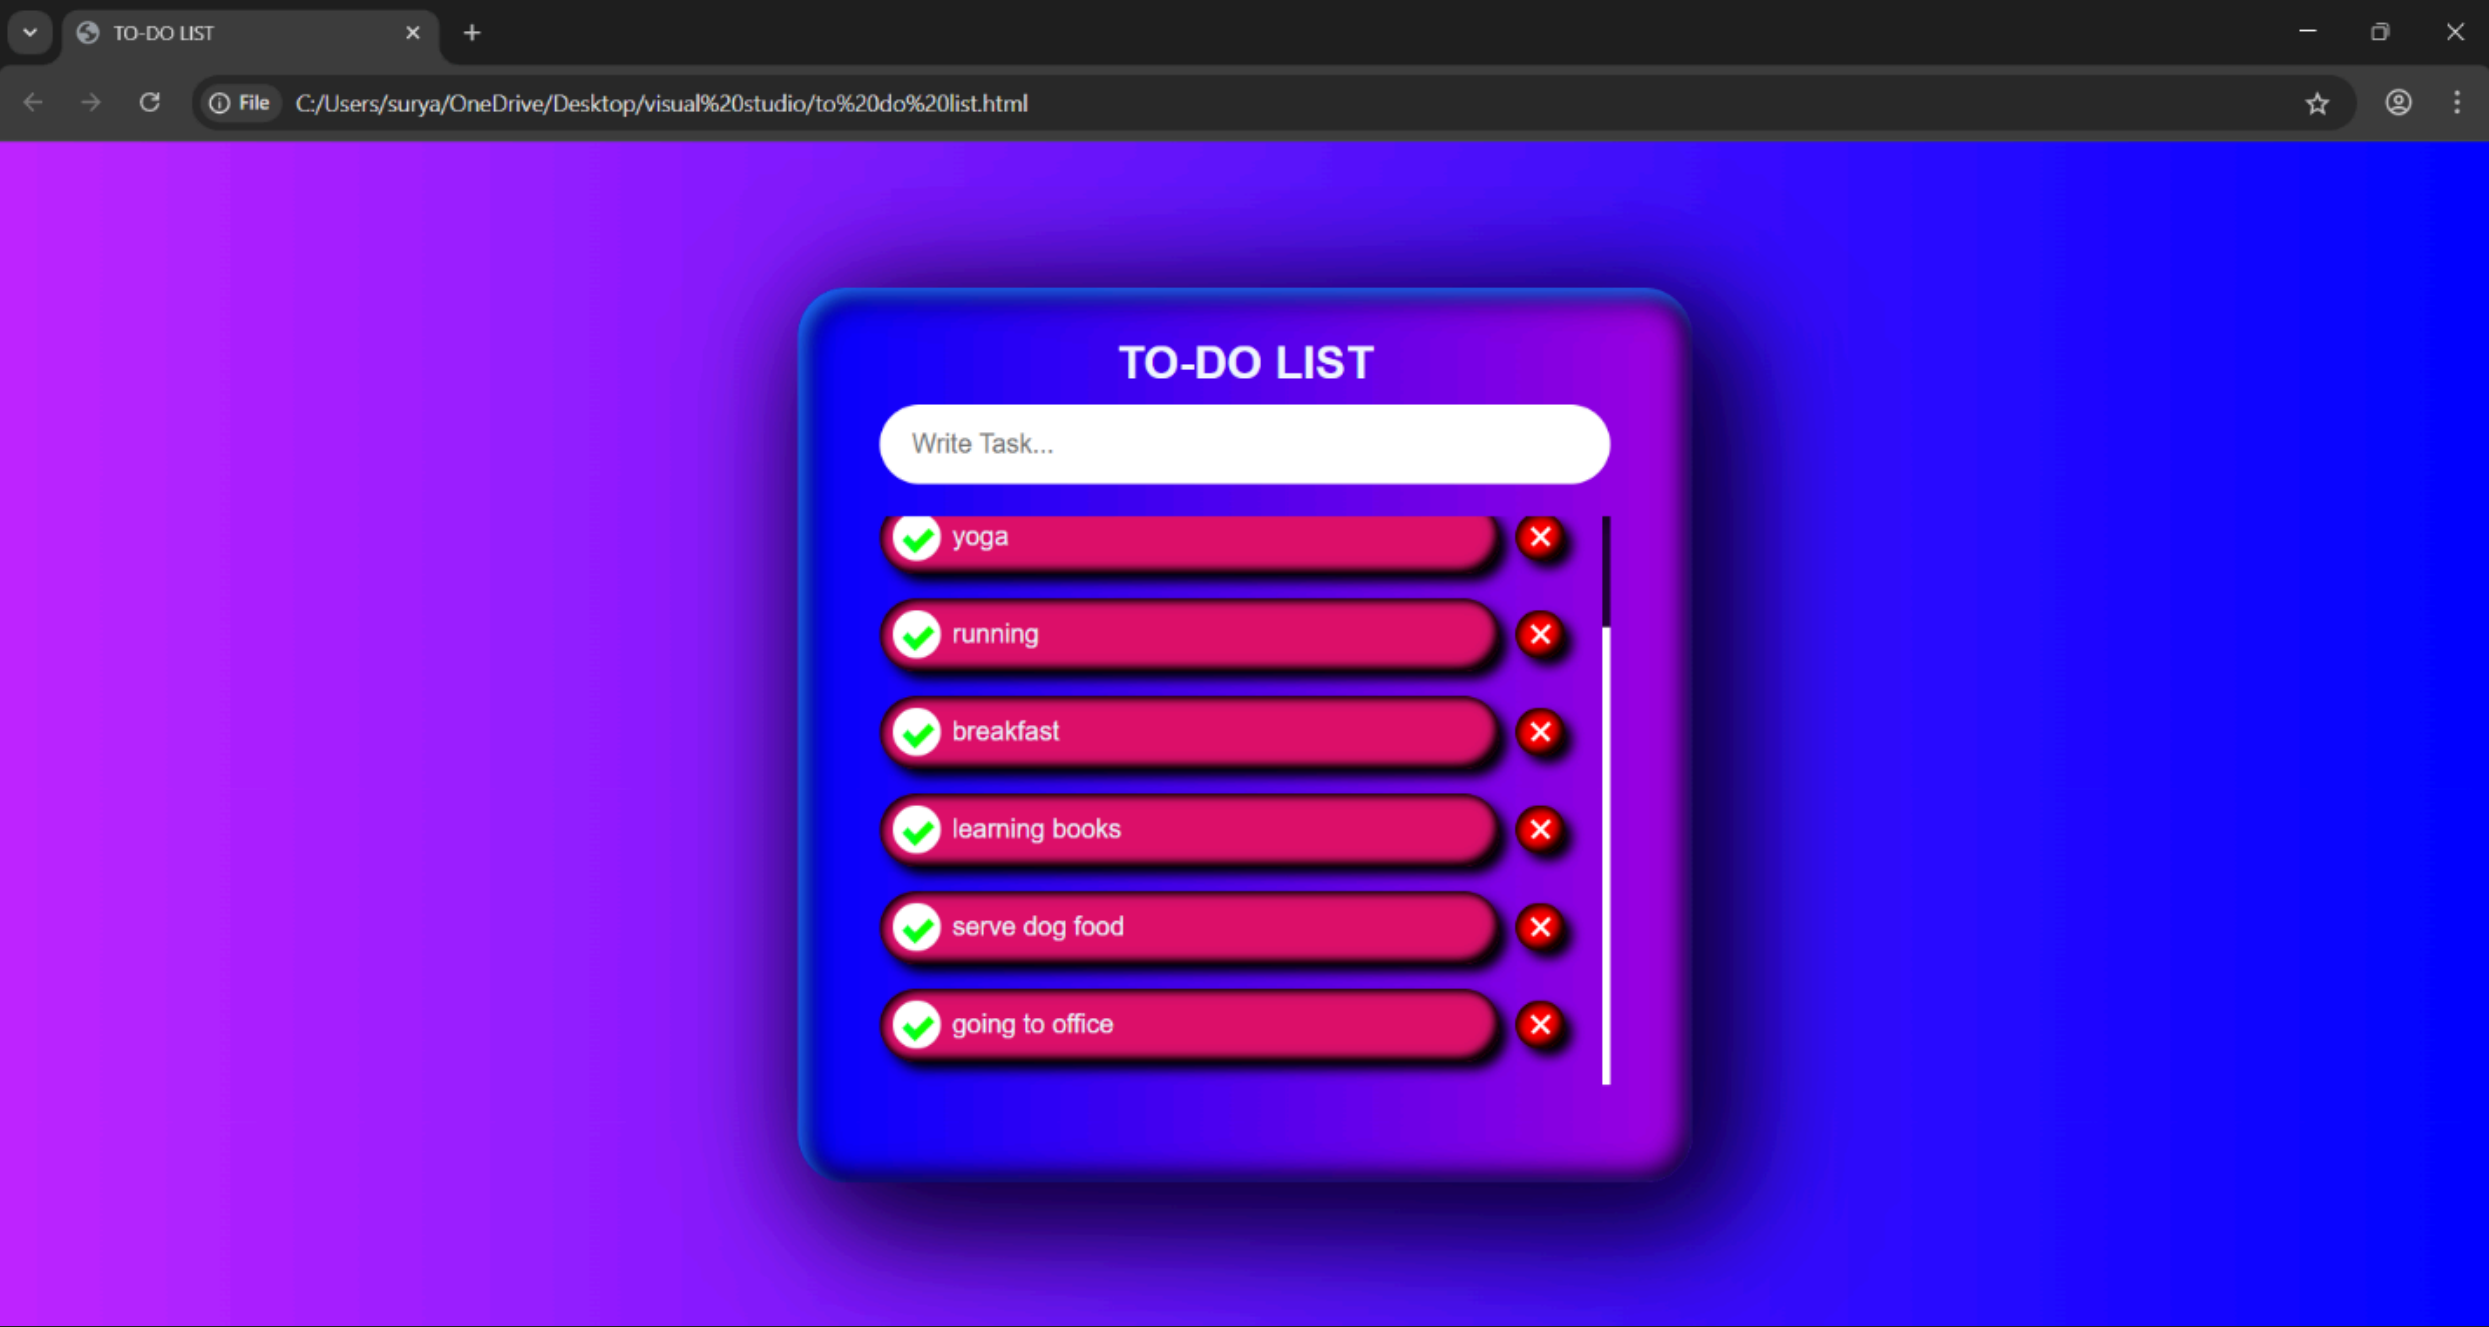 TO-DO LIST
File C:/Users/surya/OneDrive/Desktop/visual%20studio/to%20do%20list.html
TO-DO LIST
Write Task...
yoga
running
breakfast
learning books
serve dog food
going to office